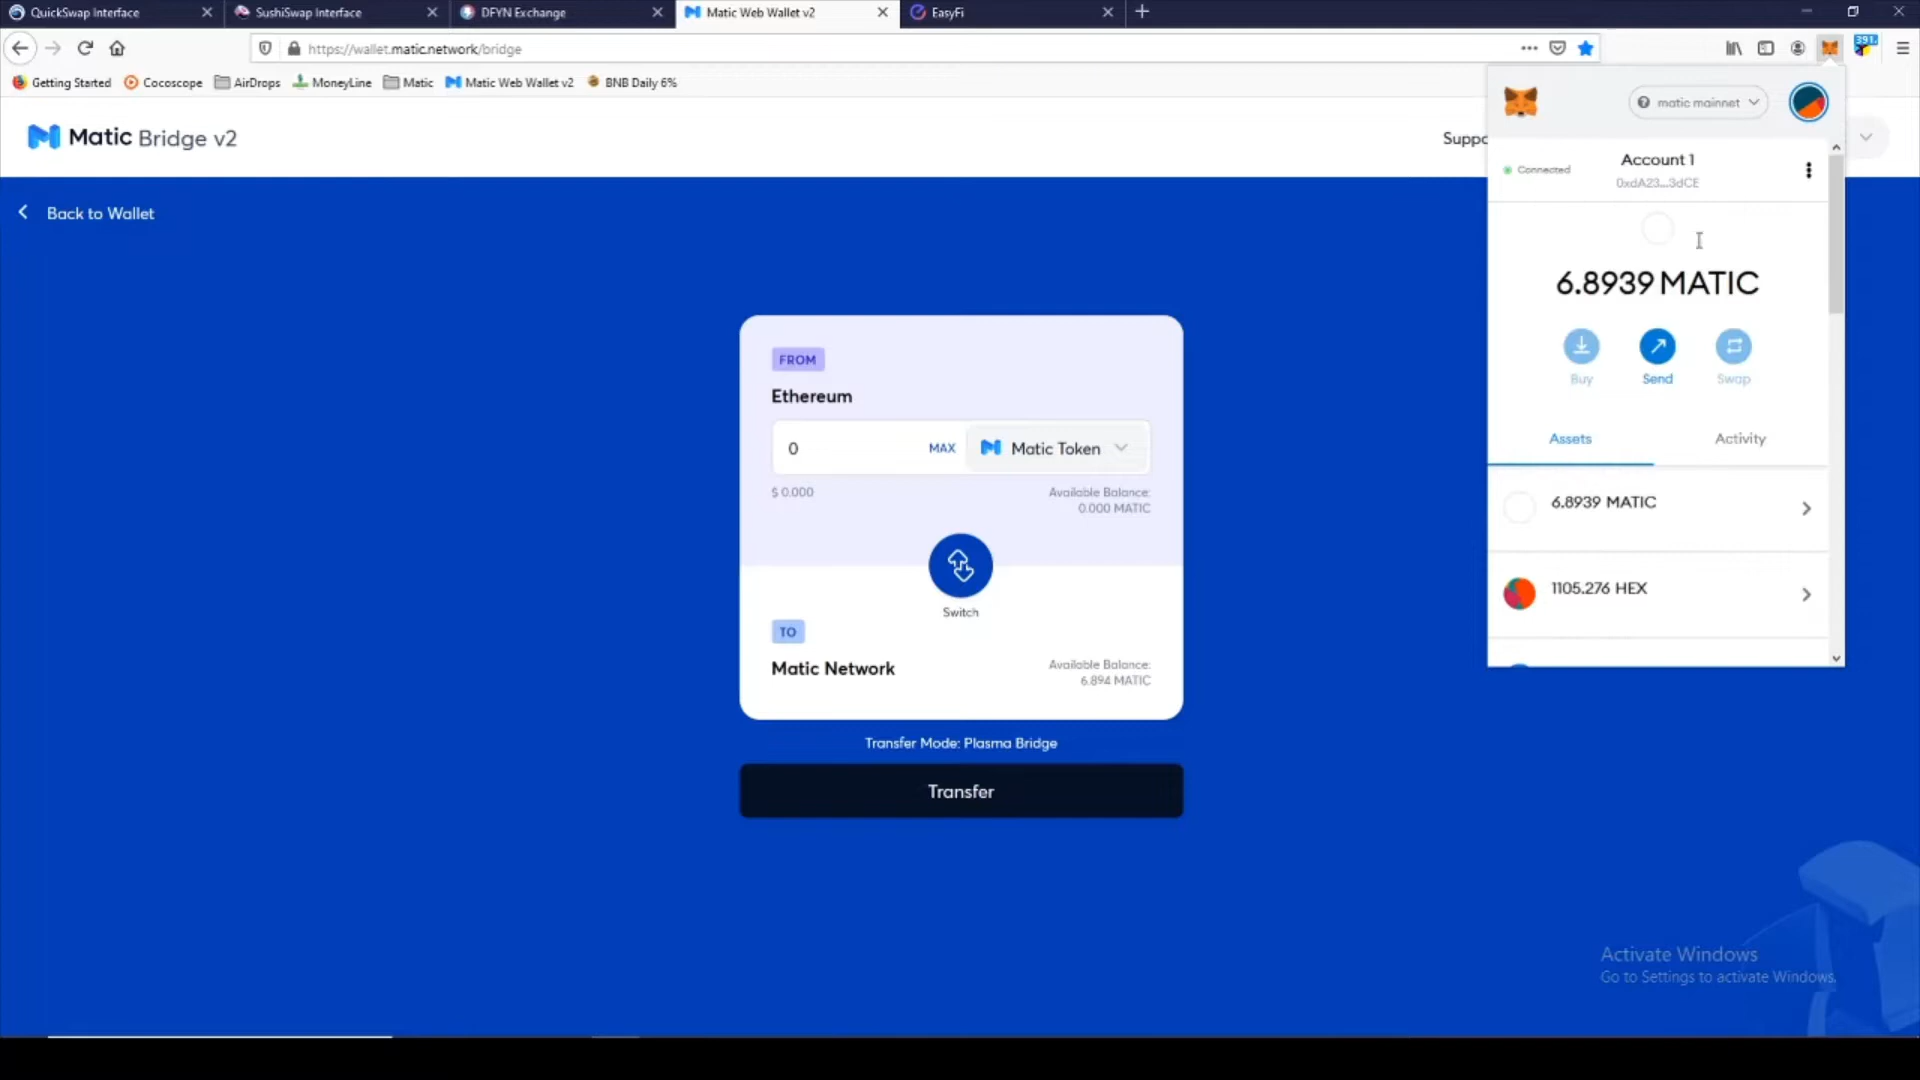 QuickSwap Interface
SushiSwap Interface
DFYN Exchange
Matic Web Wallet v2
EasyFi
https://wallet.matic.network/bridge
391
Getting Started
Cocoscope
AirDrops
MoneyLine
Matic
Matic Web Wallet v2
BNB Daily 6%
Matic Bridge v2
Suppo
Back to Wallet
FROM
Ethereum
0
MAX
Matic Token
$ 0.000
Available Balance:
0.000 MATIC
Switch
TO
Matic Network
Available Balance:
6.894 MATIC
Transfer Mode: Plasma Bridge
Transfer
matic mainnet
Connected
Account 1
0xdA23...3dCE
6.8939 MATIC
Buy
Send
Swap
Assets
Activity
6.8939 MATIC
1105.276 HEX
Activate Windows
Go to Settings to activate Windows.